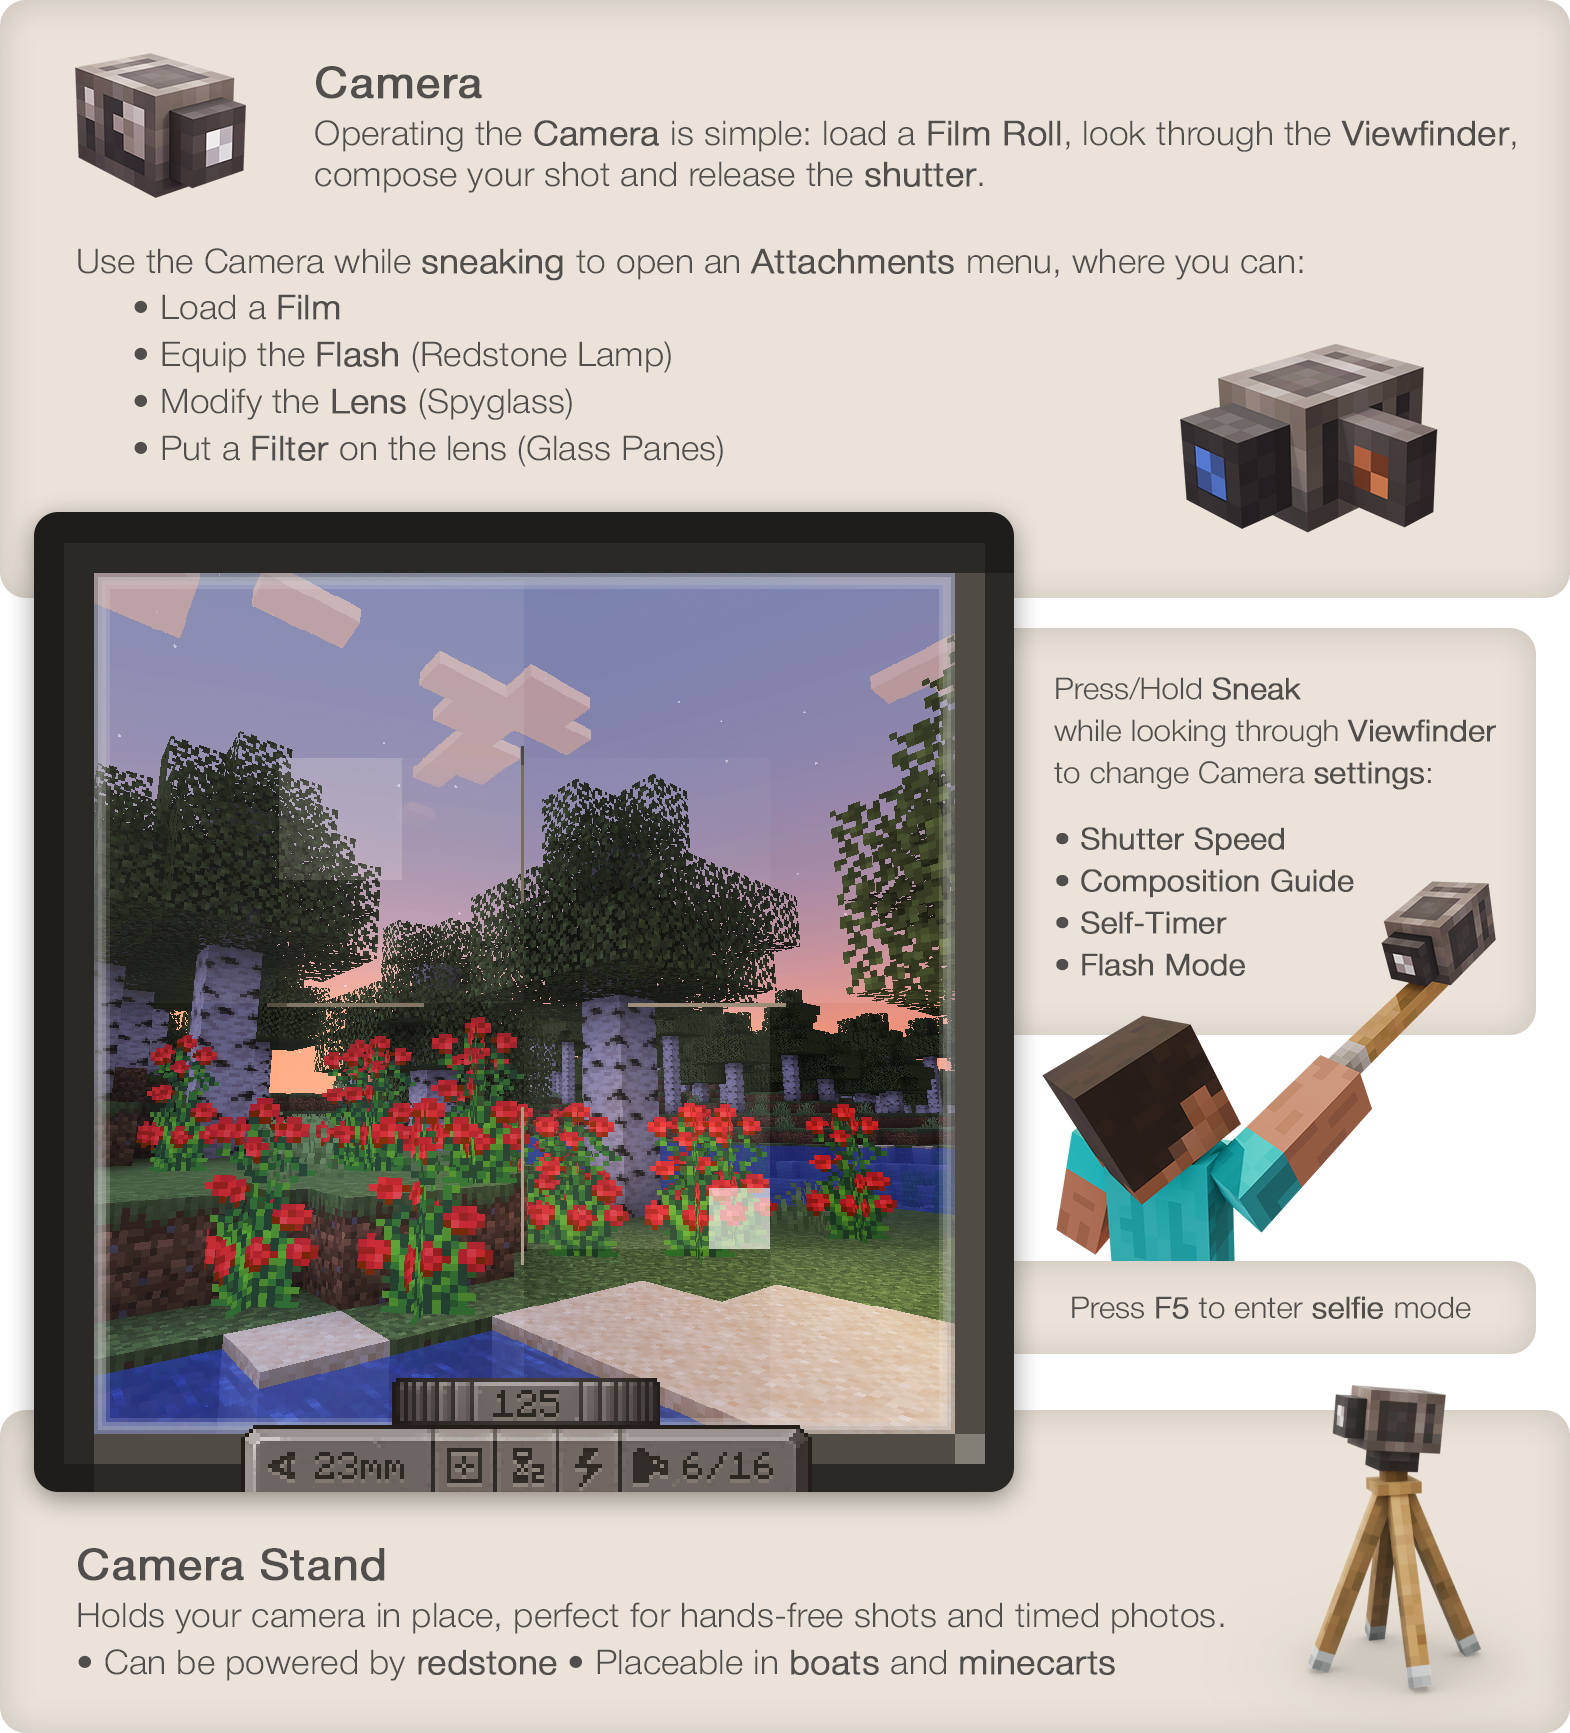 Camera
Operating the Camera is simple: load a Film Roll, look through the Viewfinder,
compose your shot and release the shutter.
Use the Camera while sneaking to open an Attachments menu, where you can:
• Load a Film
• Equip the Flash (Redstone Lamp)
• Modify the Lens (Spyglass)
• Put a Filter on the lens (Glass Panes)
Press/Hold Sneak
while looking through Viewfinder
to change Camera settings:
• Shutter Speed
• Composition Guide
• Self-Timer
• Flash Mode
Press F5 to enter selfie mode
125
23mm 2 6/16
Camera Stand
Holds your camera in place, perfect for hands-free shots and timed photos.
• Can be powered by redstone • Placeable in boats and minecarts